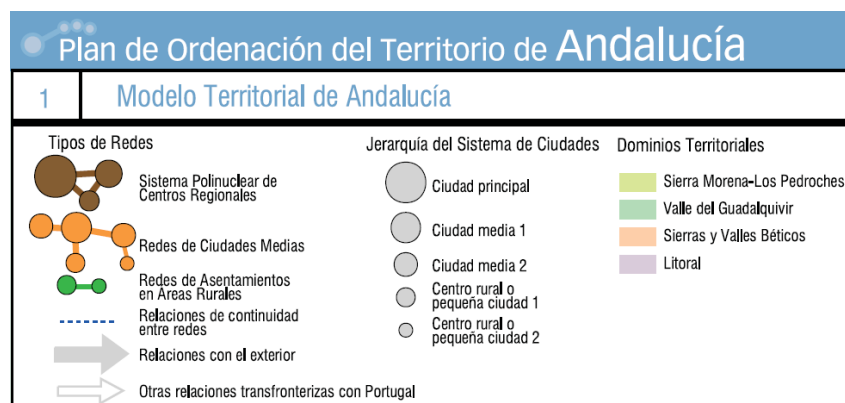 Plan de Ordenación del Territorio de Andalucía
1 Modelo Territorial de Andalucía
Tipos de Redes
Sistema Polinuclear de
Centros Regionales
Redes de Ciudades Medias
Redes de Asentamientos
en Areas Rurales
Relaciones de continuidad
entre redes
Relaciones con el exterior
Otras relaciones transfronterizas con Portugal
Jerarquía del Sistema de Ciudades
Ciudad principal
Ciudad media 1
Ciudad media 2
Centro rural o
pequeña ciudad 1
Centro rural o
pequeña ciudad 2
Dominios Territoriales
Sierra Morena-Los Pedroches
Valle del Guadalquivir
Sierras y Valles Béticos
Litoral